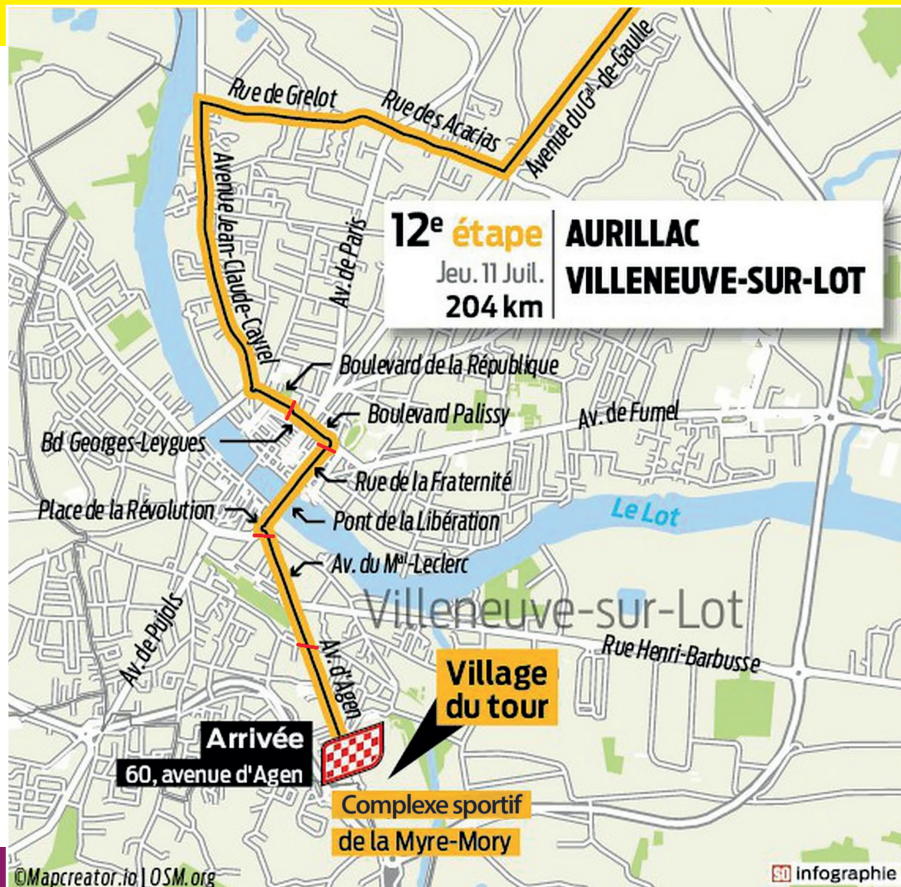 Rue de Grelot
Rue des Acacias
Avenue du Gal-de-Gaulle
Avenue Jean-Claude-Cayrel
Av. de Paris
12e étape
Jeu. 11 Juil.
204 km
AURILLAC
VILLENEUVE-SUR-LOT
Boulevard de la République
Boulevard Palissy
Av. de Fumel
Bd Georges-Leygues
Rue de la Fraternité
Le Lot
Place de la Révolution
Pont de la Libération
Av. du Mal-Leclerc
Villeneuve-sur-Lot
Av. de Pujols
Rue Henri-Barbusse
Av. d'Agen
Village
du tour
Arrivée
60, avenue d'Agen
Complexe sportif
de la Myre-Mory
©Mapcreator.io | OSM.org
SO infographie